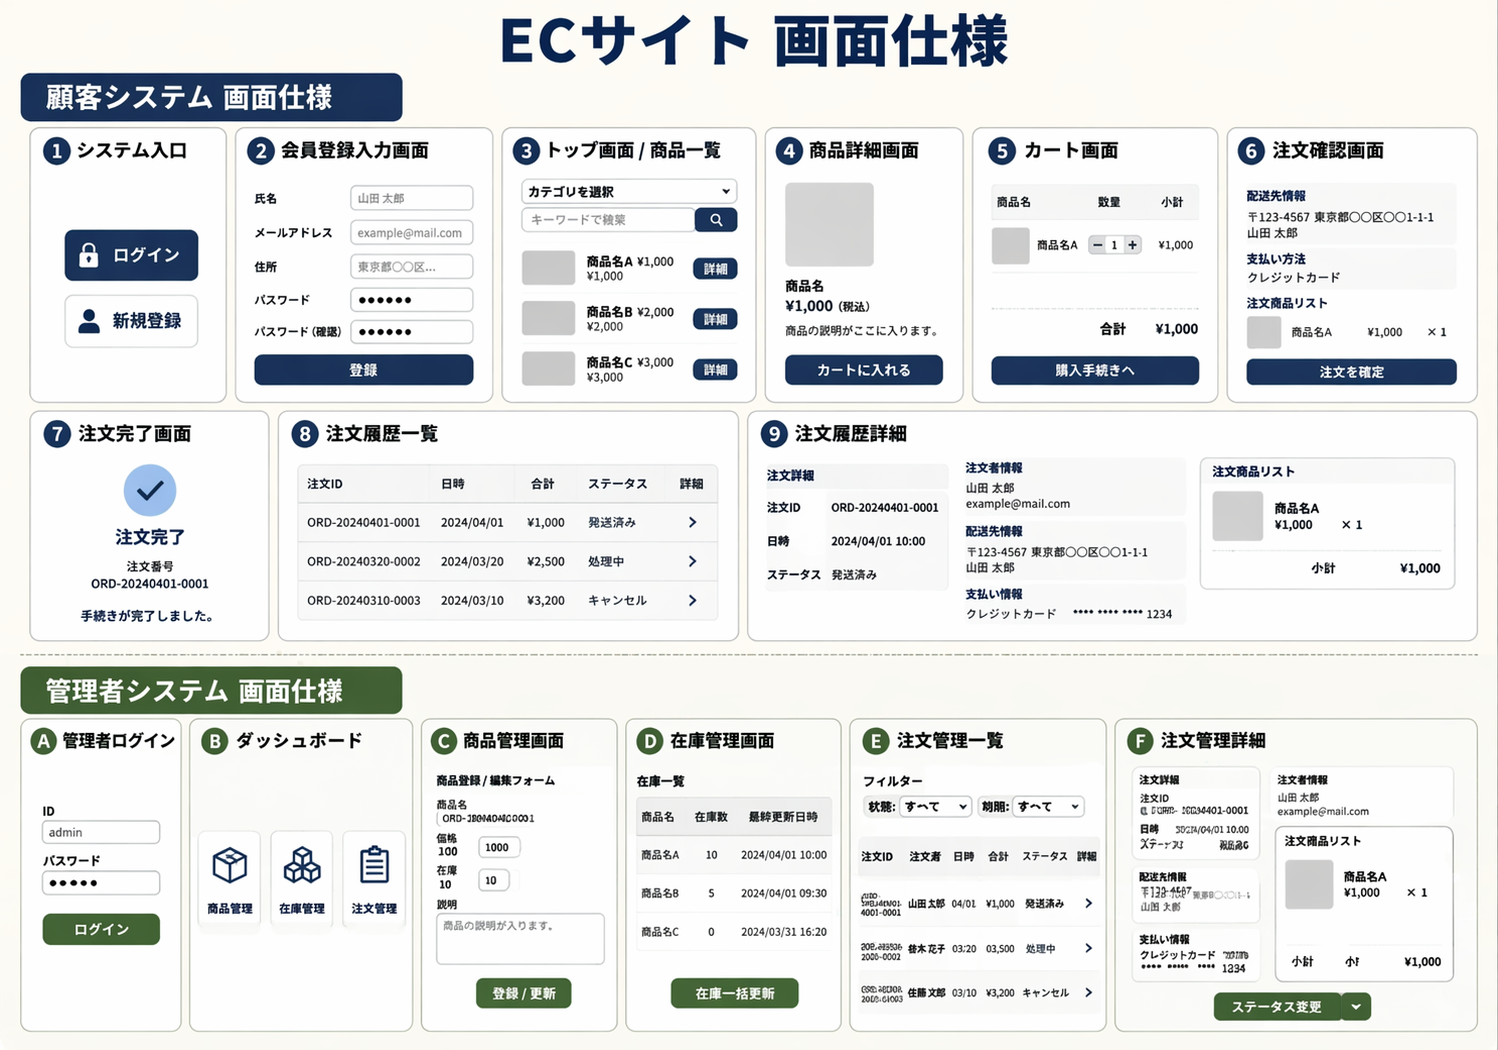 ECサイト 画面仕様
顧客システム 画面仕様
1 システム入口
ログイン
新規登録
2 会員登録入力画面
氏名 山田 太郎
メールアドレス example@mail.com
住所 東京都〇〇区...
パスワード ●●●●●●
パスワード(確認) ●●●●●●
登録
3 トップ画面 / 商品一覧
カテゴリを選択
キーワードで検索
商品名A ¥1,000
¥1,000
詳細
商品名B ¥2,000
¥2,000
詳細
商品名C ¥3,000
¥3,000
詳細
4 商品詳細画面
商品名
¥1,000 (税込)
商品の説明がここに入ります。
カートに入れる
5 カート画面
商品名 数量 小計
商品名A − 1 + ¥1,000
合計 ¥1,000
購入手続きへ
6 注文確認画面
配送先情報
〒123-4567 東京都〇〇区〇〇1-1-1
山田 太郎
支払い方法
クレジットカード
注文商品リスト
商品名A ¥1,000 × 1
注文を確定
7 注文完了画面
注文完了
注文番号
ORD-20240401-0001
手続きが完了しました。
8 注文履歴一覧
注文ID 日時 合計 ステータス 詳細
ORD-20240401-0001 2024/04/01 ¥1,000 発送済み
ORD-20240320-0002 2024/03/20 ¥2,500 処理中
ORD-20240310-0003 2024/03/10 ¥3,200 キャンセル
9 注文履歴詳細
注文詳細
注文ID ORD-20240401-0001
日時 2024/04/01 10:00
ステータス 発送済み
注文者情報
山田 太郎
example@mail.com
配送先情報
〒123-4567 東京都〇〇区〇〇1-1-1
山田 太郎
支払い情報
クレジットカード •••• •••• •••• 1234
注文商品リスト
商品名A
¥1,000 × 1
小計 ¥1,000
管理者システム 画面仕様
A 管理者ログイン
ID
admin
パスワード
●●●●●
ログイン
B ダッシュボード
商品管理
在庫管理
注文管理
C 商品管理画面
商品登録 / 編集フォーム
商品名
価格
100 1000
在庫
10 10
説明
商品の説明が入ります。
登録 / 更新
D 在庫管理画面
在庫一覧
商品名 在庫数 最終更新日時
商品名A 10 2024/04/01 10:00
商品名B 5 2024/04/01 09:30
商品名C 0 2024/03/31 16:20
在庫一括更新
E 注文管理一覧
フィルター
状態: すべて すべて
注文ID 注文者 日時 合計 ステータス 詳細
4001-0001 山田太郎 04/01 ¥1,000 発送済み
花子 03:20 03,500 処理中
佐藤文郎 03/10 ¥3,200 キャンセル
F 注文管理詳細
注文詳細
注文ID
日時
注文者情報
山田 太郎
example@mail.com
配送先情報
支払い情報
クレジットカード
1234
注文商品リスト
商品名A
¥1,000 × 1
小計 ¥1,000
ステータス変更